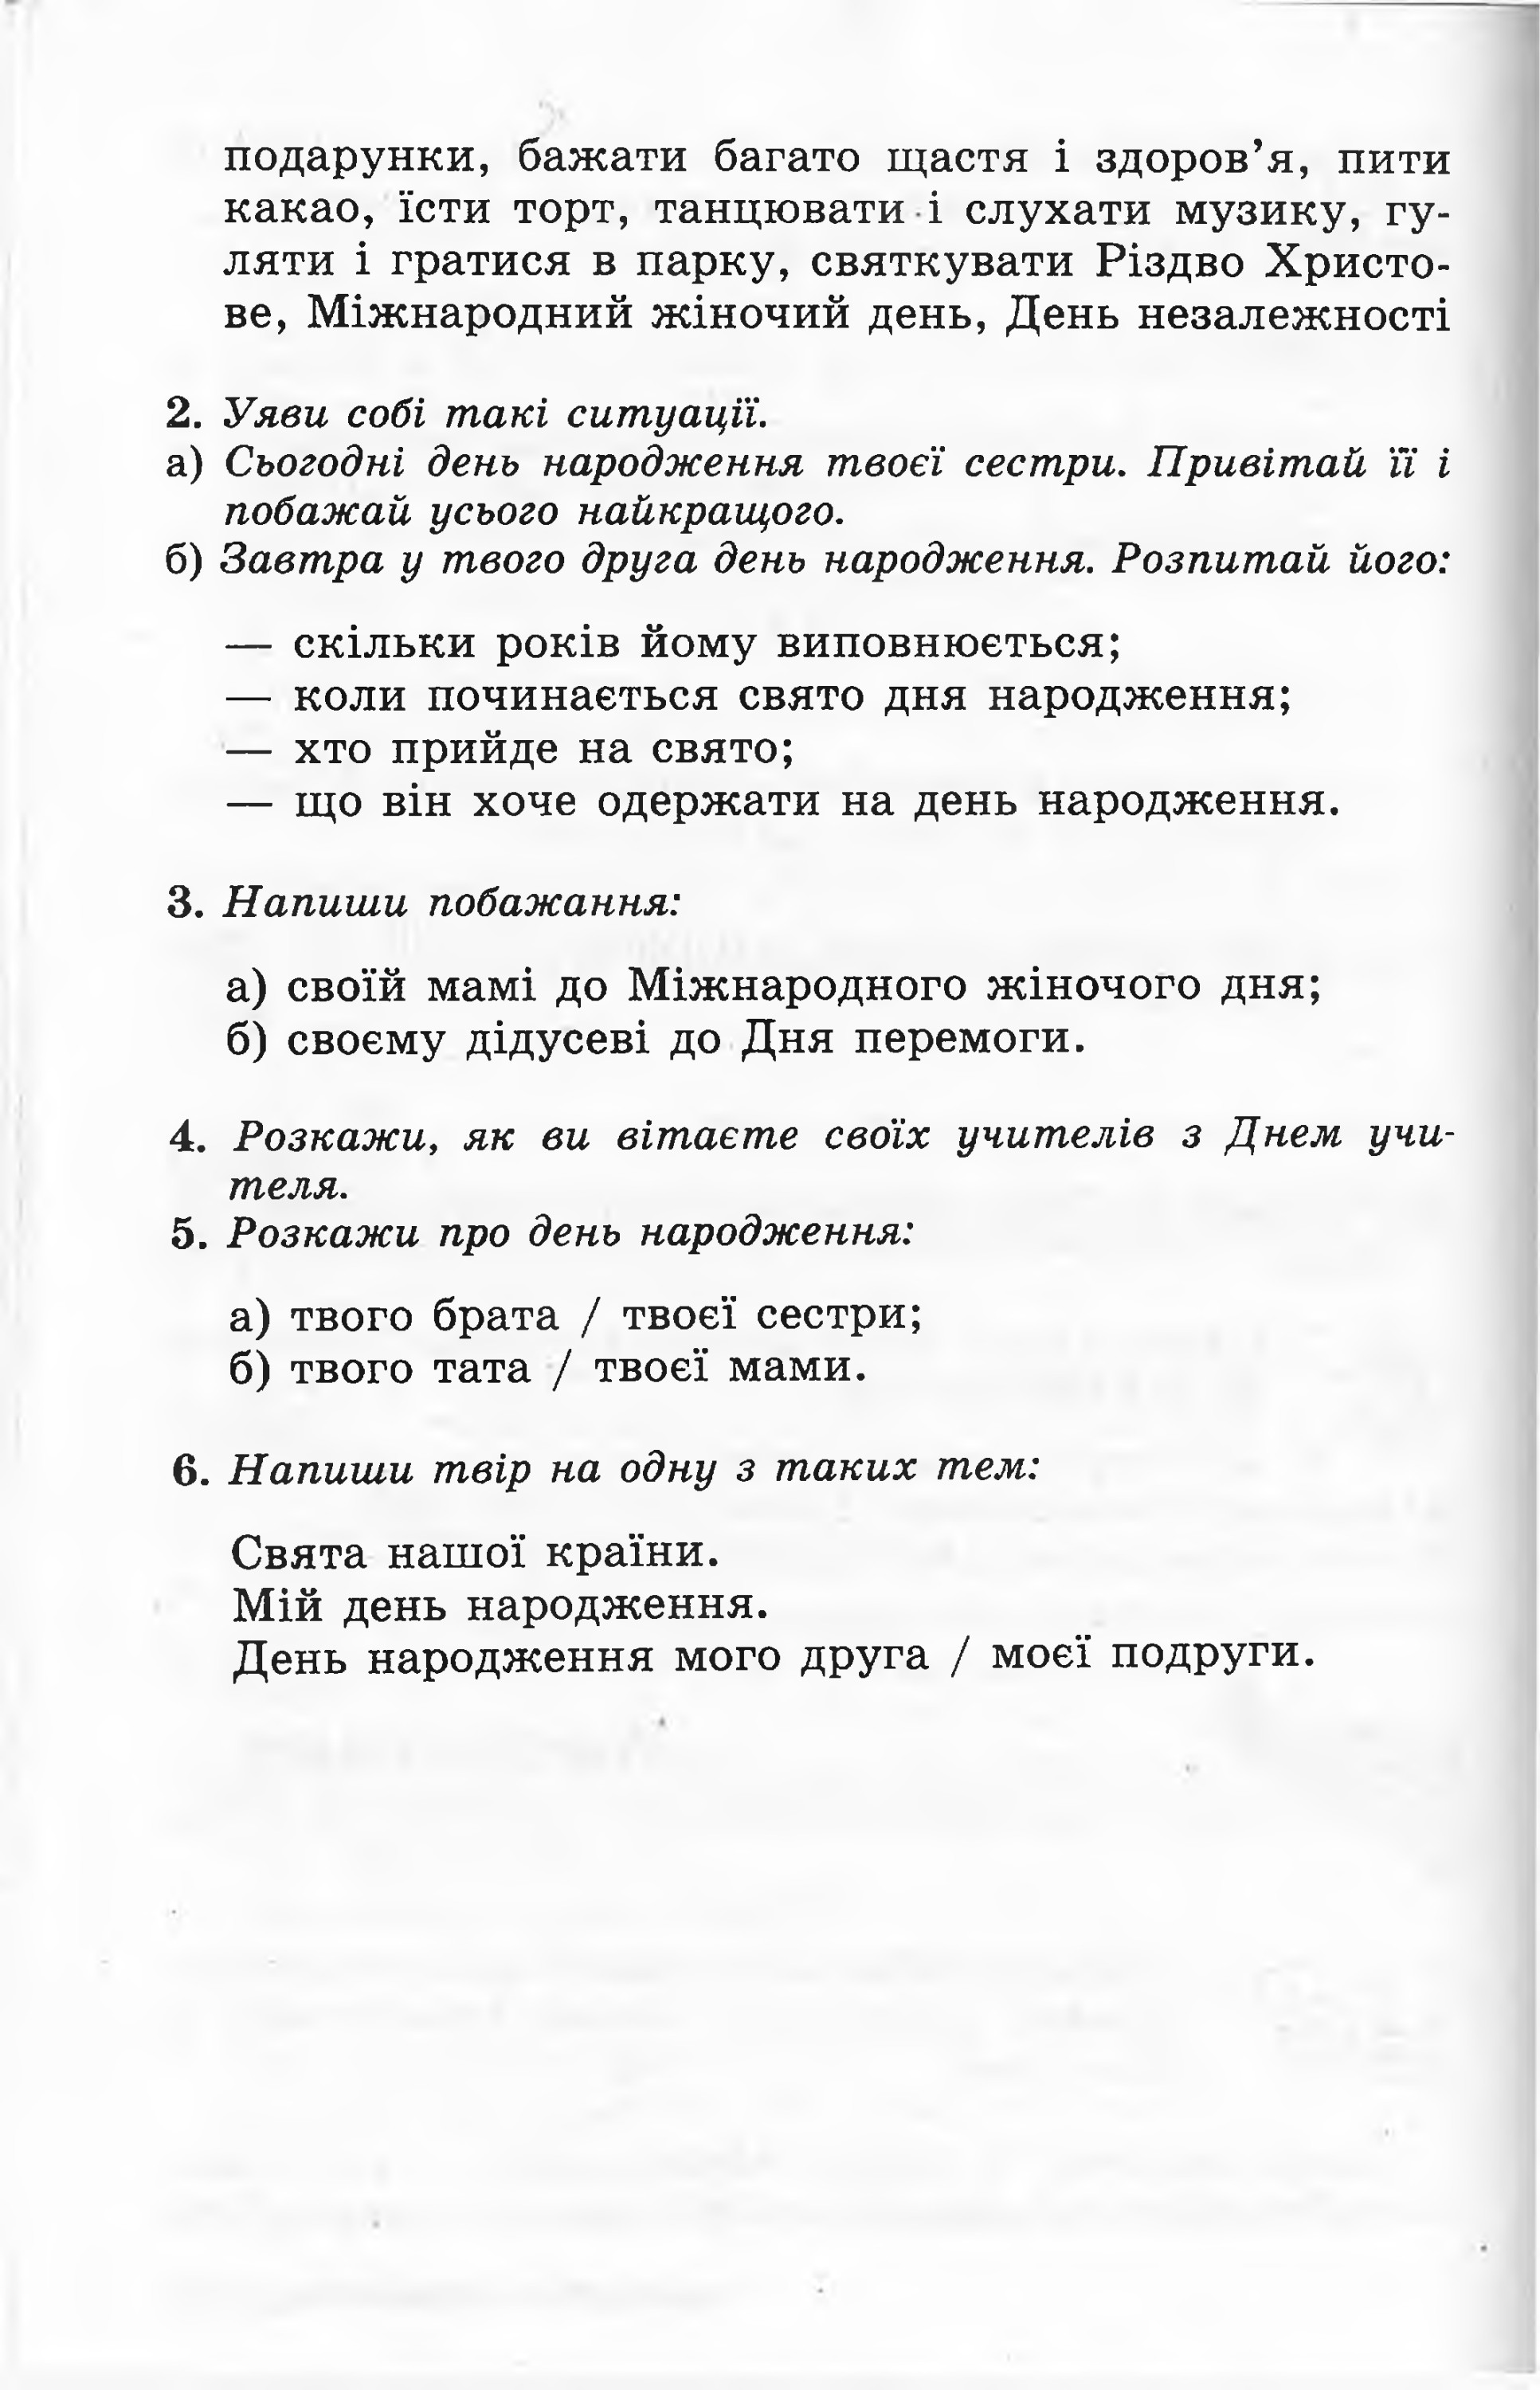 подарунки, бажати багато щастя і здоров’я, пити
какао, їсти торт, танцювати і слухати музику, гу-
ляти і гратися в парку, святкувати Різдво Христо-
ве, Міжнародний жіночий день, День незалежності
2. Уяви собі такі ситуації.
а) Сьогодні день народження твоєї сестри. Привітай її і
побажай усього найкращого.
б) Завтра у твого друга день народження. Розпитай його:
— скільки років йому виповнюється;
— коли починається свято дня народження;
— хто прийде на свято;
— що він хоче одержати на день народження.
3. Напиши побажання:
а) своїй мамі до Міжнародного жіночого дня;
б) своєму дідусеві до Дня перемоги.
4. Розкажи, як ви вітаєте своїх учителів з Днем учи-
теля.
5. Розкажи про день народження:
а) твого брата / твоєї сестри;
б) твого тата / твоєї мами.
6. Напиши твір на одну з таких тем:
Свята нашої країни.
Мій день народження.
День народження мого друга / моєї подруги.